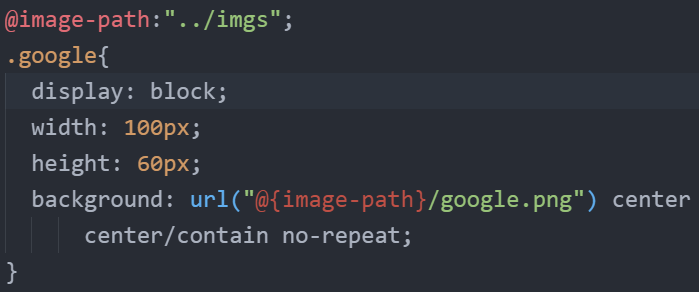 @image-path:"../imgs";
.google{
display: block;
width: 100px;
height: 60px;
background: url("@{image-path}/google.png") center
center/contain no-repeat;
}